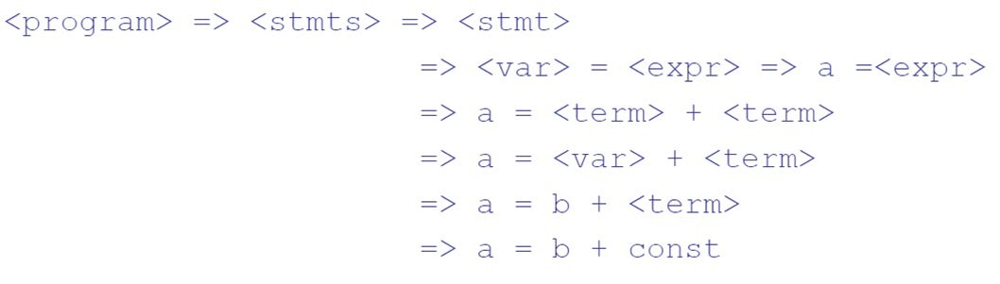 <program> => <stmts> => <stmt>
=> <var> = <expr> => a =<expr>
=> a = <term> + <term>
=> a = <var> + <term>
=> a = b + <term>
=> a = b + const